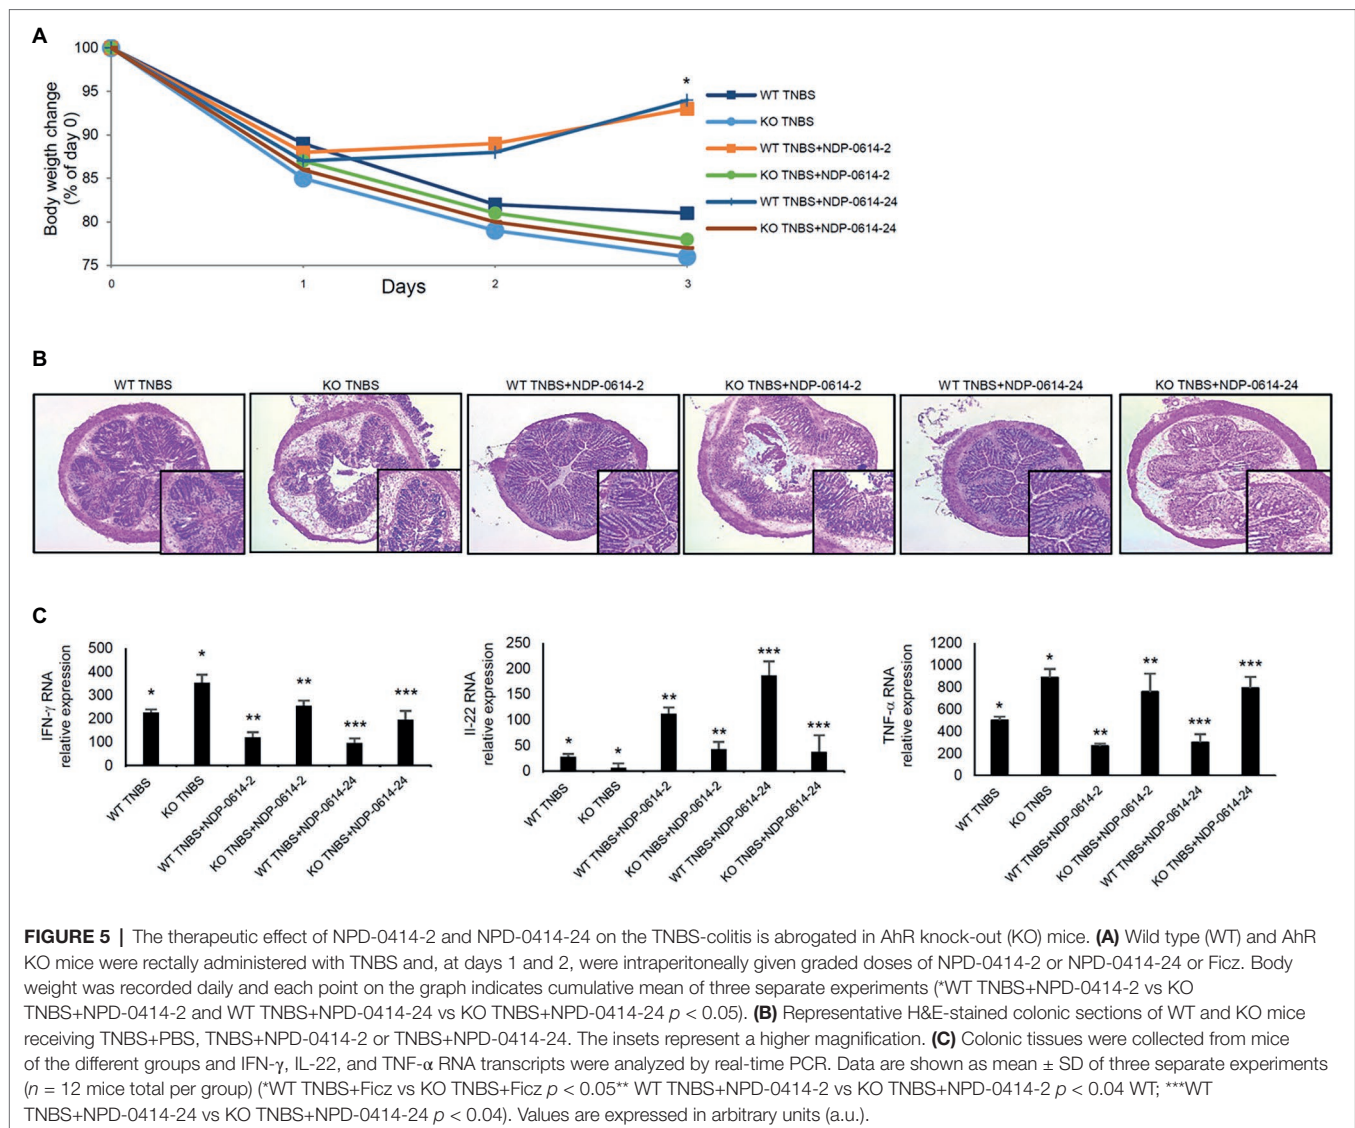 A
Body weigth change
(% of day 0)
100
95
90
85
80
75
0
1
2
3
Days
*
WT TNBS
KO TNBS
WT TNBS+NDP-0614-2
KO TNBS+NDP-0614-2
WT TNBS+NDP-0614-24
KO TNBS+NDP-0614-24
B
WT TNBS
KO TNBS
WT TNBS+NDP-0614-2
KO TNBS+NDP-0614-2
WT TNBS+NDP-0614-24
KO TNBS+NDP-0614-24
C
IFN-γ RNA
relative expression
500
400
300
200
100
0
*
*
**
**
***
***
WT TNBS
KO TNBS
WT TNBS+NDP-0614-2
KO TNBS+NDP-0614-2
WT TNBS+NDP-0614-24
KO TNBS+NDP-0614-24
Il-22 RNA
relative expression
250
200
150
100
50
0
*
*
**
**
***
***
WT TNBS
KO TNBS
WT TNBS+NDP-0614-2
KO TNBS+NDP-0614-2
WT TNBS+NDP-0614-24
KO TNBS+NDP-0614-24
TNF-α RNA
relative expression
1200
1000
800
600
400
200
0
*
*
**
**
***
***
WT TNBS
KO TNBS
WT TNBS+NDP-0614-2
KO TNBS+NDP-0614-2
WT TNBS+NDP-0614-24
KO TNBS+NDP-0614-24
FIGURE 5 | The therapeutic effect of NPD-0414-2 and NPD-0414-24 on the TNBS-colitis is abrogated in AhR knock-out (KO) mice. (A) Wild type (WT) and AhR
KO mice were rectally administered with TNBS and, at days 1 and 2, were intraperitoneally given graded doses of NPD-0414-2 or NPD-0414-24 or Ficz. Body
weight was recorded daily and each point on the graph indicates cumulative mean of three separate experiments (*WT TNBS+NPD-0414-2 vs KO
TNBS+NPD-0414-2 and WT TNBS+NPD-0414-24 vs KO TNBS+NPD-0414-24 p < 0.05). (B) Representative H&E-stained colonic sections of WT and KO mice
receiving TNBS+PBS, TNBS+NPD-0414-2 or TNBS+NPD-0414-24. The insets represent a higher magnification. (C) Colonic tissues were collected from mice
of the different groups and IFN-γ, IL-22, and TNF-α RNA transcripts were analyzed by real-time PCR. Data are shown as mean ± SD of three separate experiments
(n = 12 mice total per group) (*WT TNBS+Ficz vs KO TNBS+Ficz p < 0.05** WT TNBS+NPD-0414-2 vs KO TNBS+NPD-0414-2 p < 0.04 WT; ***WT
TNBS+NPD-0414-24 vs KO TNBS+NPD-0414-24 p < 0.04). Values are expressed in arbitrary units (a.u.).